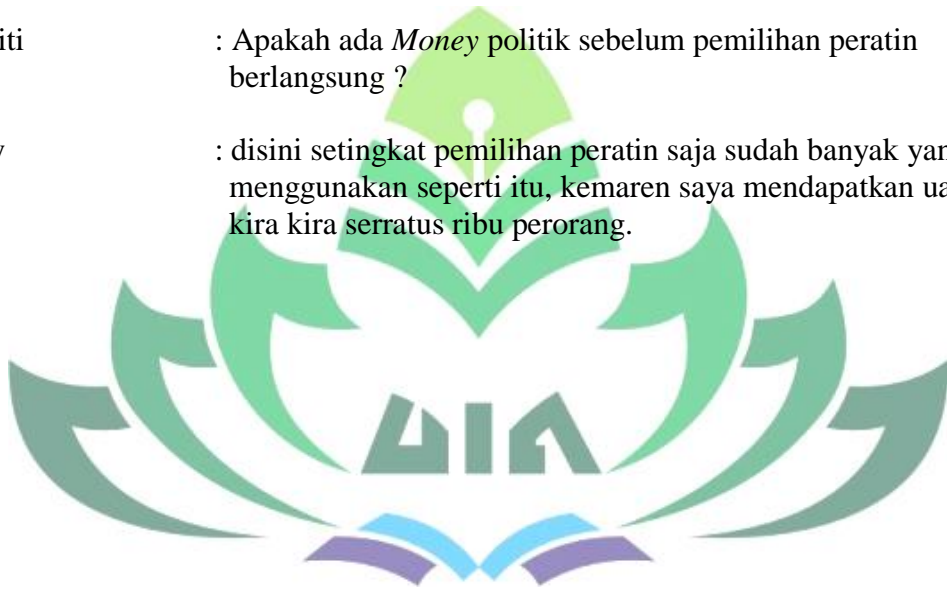 iti : Apakah ada Money politik sebelum pemilihan peratin
berlangsung ?
: disini setingkat pemilihan peratin saja sudah banyak yan
menggunakan seperti itu, kemaren saya mendapatkan ua
kira kira serratus ribu perorang.
UIN